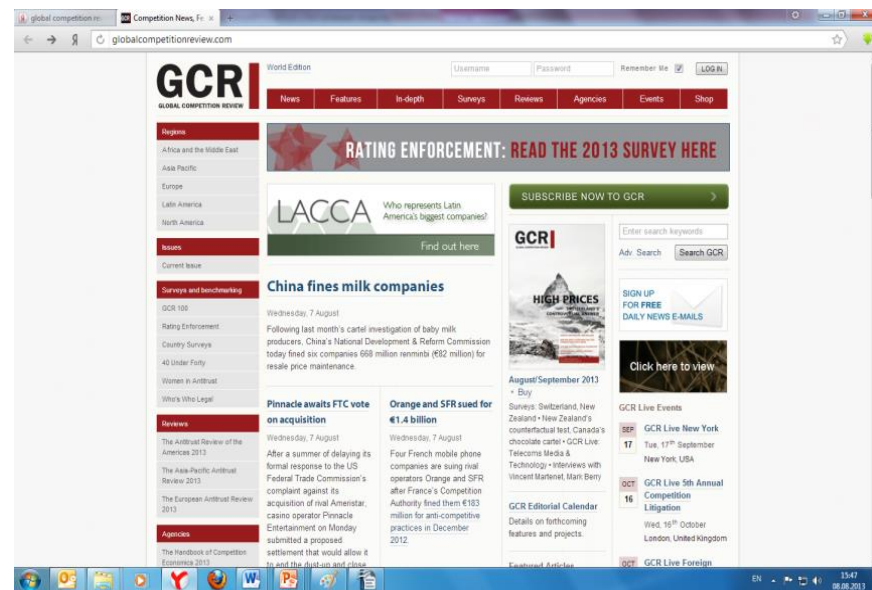 global competition re
Competition News, Fe
globalcompetitionreview.com
GCR
GLOBAL COMPETITION REVIEW
World Edition
Username
Password
Remember Me
LOG IN
News
Features
In-depth
Surveys
Reviews
Agencies
Events
Shop
Regions
Africa and the Middle East
Asia Pacific
Europe
Latin America
North America
Issues
Current Issue
Surveys and benchmarking
GCR 100
Rating Enforcement
Country Surveys
40 Under Forty
Women in Antitrust
Who's Who Legal
Reviews
The Antitrust Review of the
Americas 2013
The Asia-Pacific Antitrust
Review 2013
The European Antitrust Review
2013
Agencies
The Handbook of Competition
Economics 2013
RATING ENFORCEMENT: READ THE 2013 SURVEY HERE
LACCA
Who represents Latin
America's biggest companies?
Find out here
China fines milk companies
Wednesday, 7 August
Following last month's cartel investigation of baby milk
producers, China's National Development & Reform Commission
today fined six companies 668 million renminbi (€82 million) for
resale price maintenance.
Pinnacle awaits FTC vote
on acquisition
Wednesday, 7 August
After a summer of delaying its
formal response to the US
Federal Trade Commission's
complaint against its
acquisition of rival Ameristar,
casino operator Pinnacle
Entertainment on Monday
submitted a proposed
settlement that would allow it
to end the dust-up and close
Orange and SFR sued for
€1.4 billion
Wednesday, 7 August
Four French mobile phone
companies are suing rival
operators Orange and SFR
after France's Competition
Authority fined them €183
million for anti-competitive
practices in December
2012.
SUBSCRIBE NOW TO GCR
GCR
HIGH PRICES
August/September 2013
• Buy
Surveys: Switzerland, New
Zealand • New Zealand's
counterfactual test, Canada's
chocolate cartel • GCR Live:
Telecoms Media &
Technology • Interviews with
Vincent Martenet, Mark Berry
GCR Editorial Calendar
Details on forthcoming
features and projects.
Featured Articles
Enter search keywords
Adv. Search
Search GCR
SIGN UP
FOR FREE
DAILY NEWS E-MAILS
Click here to view
GCR Live Events
SEP
17
GCR Live New York
Tue, 17th September
New York, USA
OCT
16
GCR Live 5th Annual
Competition
Litigation
Wed, 16th October
London, United Kingdom
OCT
GCR Live Foreign
EN
15:47
08.08.2013